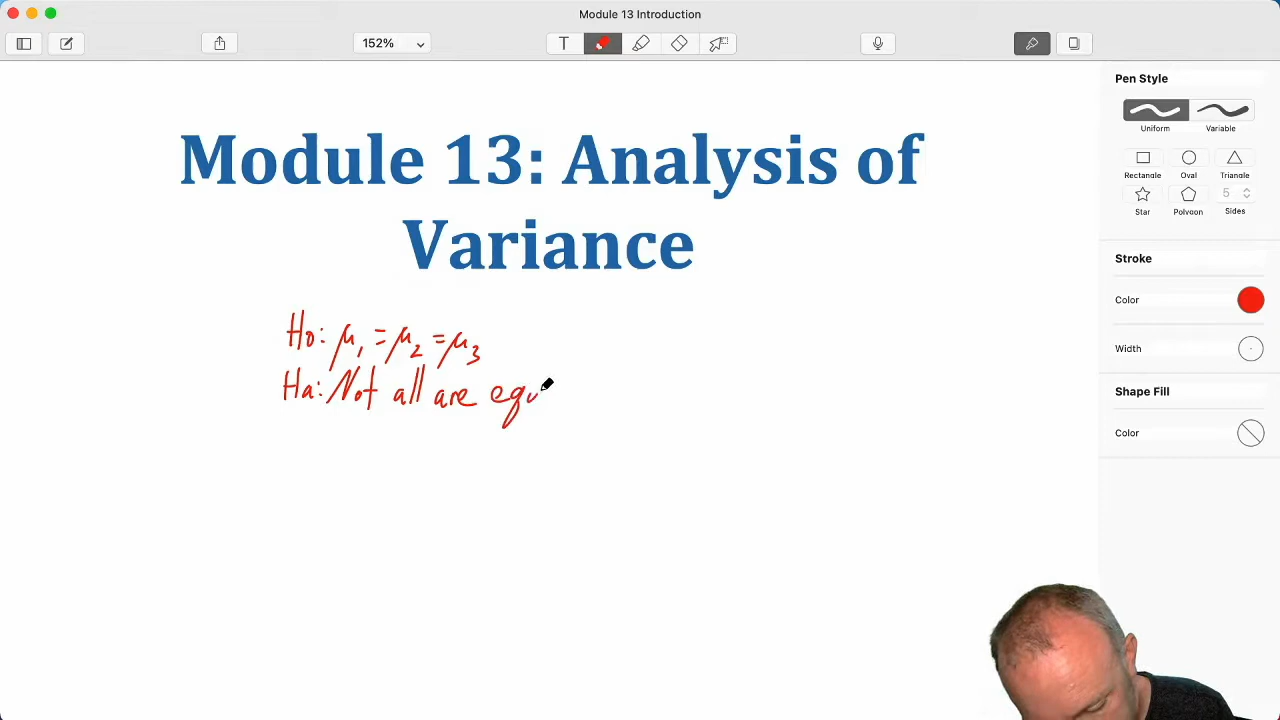 Module 13 Introduction
152%
T
Pen Style
Uniform Variable
Rectangle Oval Triangle
5
Star Polygon Sides
Stroke
Color
Width
Shape Fill
Color
Module 13: Analysis of
Variance
Ho: μ1 = μ2 = μ3
Ha: Not all are equ